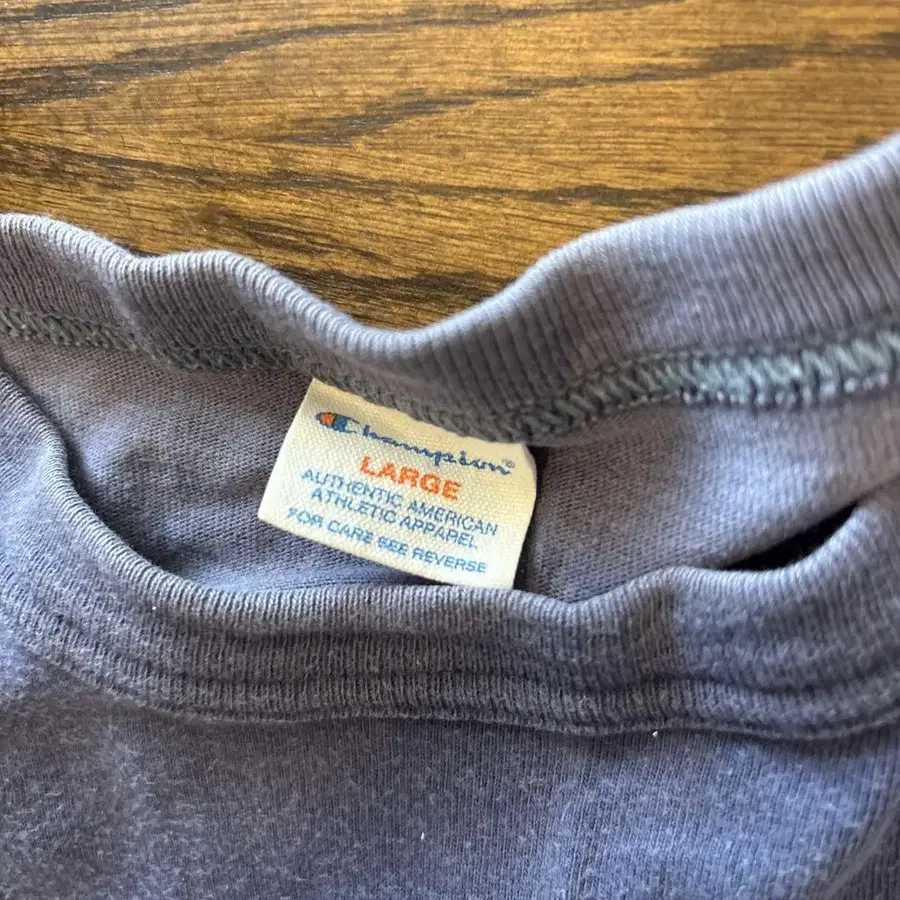 Champion®
LARGE
AUTHENTIC AMERICAN
ATHLETIC APPAREL
FOR CARE SEE REVERSE